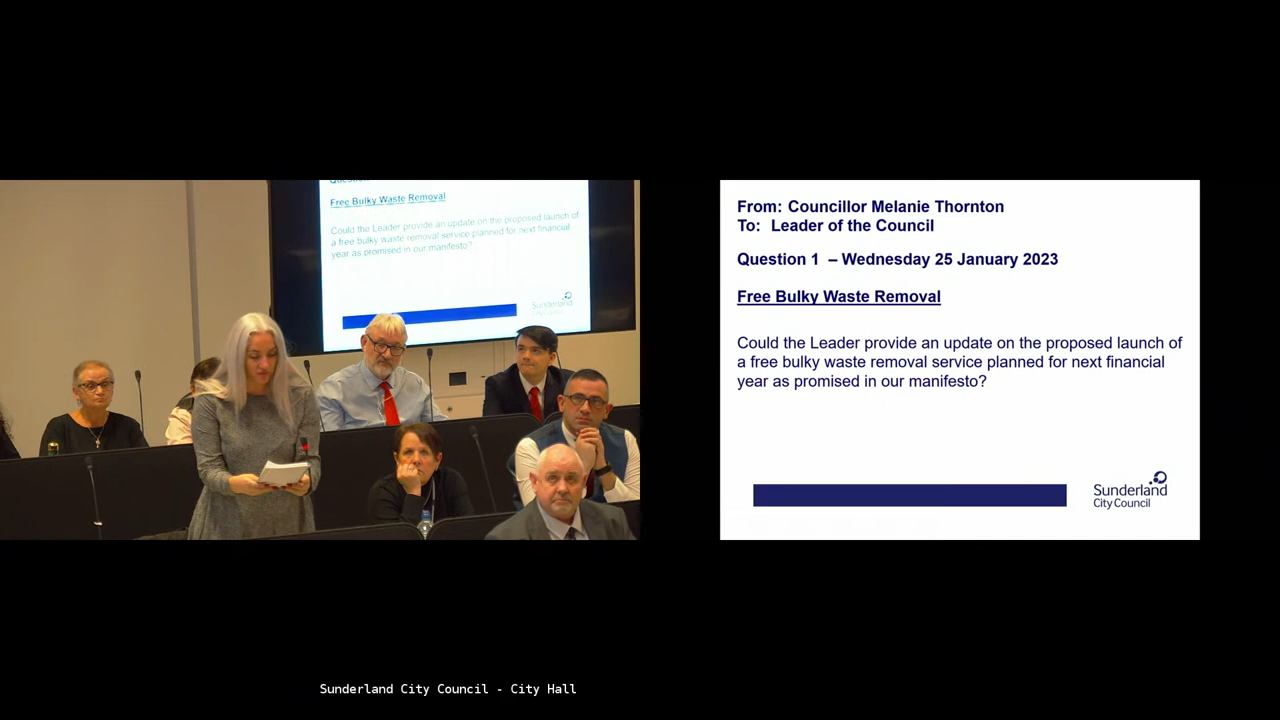 Free Bulky Waste Removal
Could the Leader provide an update on the proposed launch of
a free bulky waste removal service planned for next financial
year as promised in our manifesto?
Sunderland
From: Councillor Melanie Thornton
To: Leader of the Council
Question 1 – Wednesday 25 January 2023
Free Bulky Waste Removal
Could the Leader provide an update on the proposed launch of
a free bulky waste removal service planned for next financial
year as promised in our manifesto?
Sunderland
City Council
Sunderland City Council - City Hall